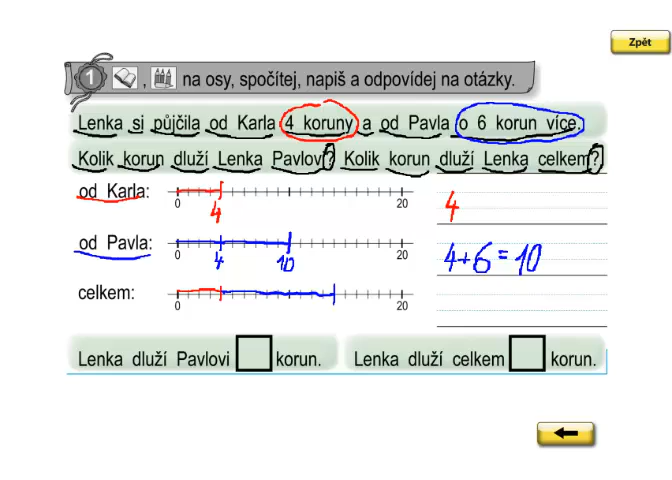 Zpět
1 , na osy, spočítej, napiš a odpovídej na otázky.
Lenka si půjčila od Karla 4 koruny a od Pavla o 6 korun více.
Kolik korun dluží Lenka Pavlovi? Kolik korun dluží Lenka celkem?
od Karla: 0 4 20 4
od Pavla: 0 4 10 20 4+6=10
celkem: 0 20
Lenka dluží Pavlovi korun. Lenka dluží celkem korun.